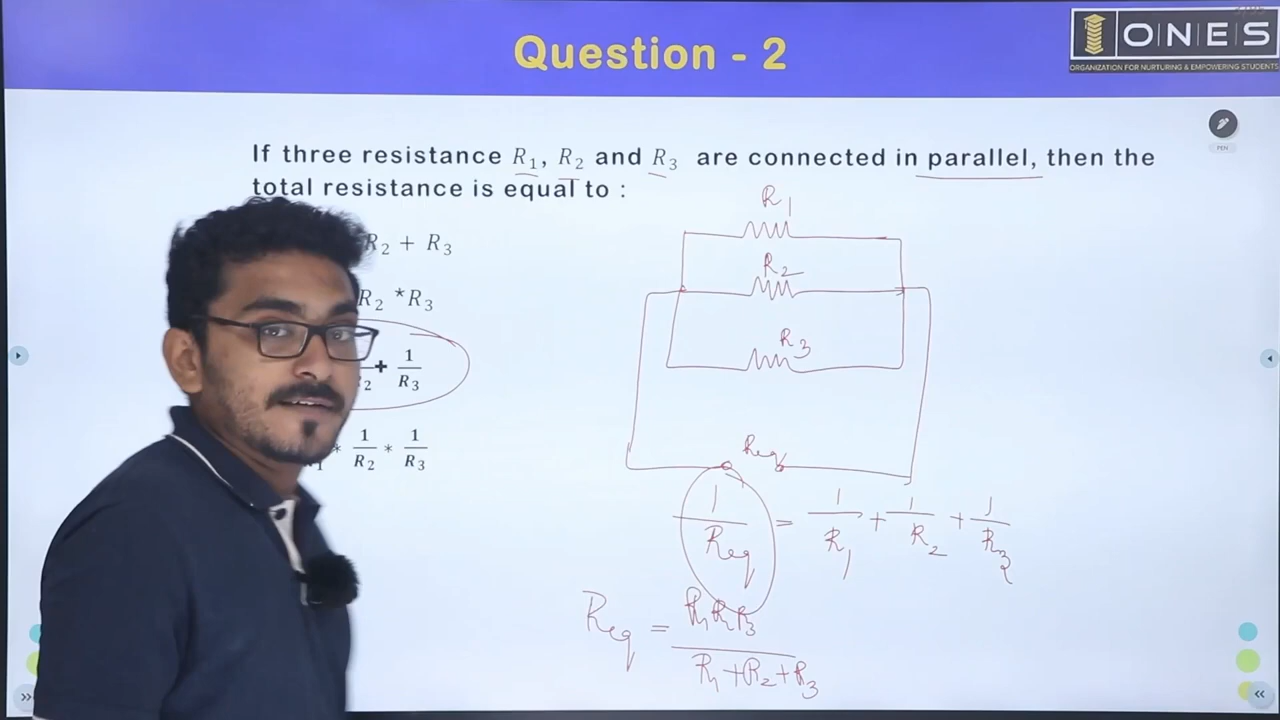 Question - 2
ONES
ORGANIZATION FOR NURTURING & EMPOWERING STUDENTS
PEN
If three resistance R₁, R₂ and R₃ are connected in parallel, then the
total resistance is equal to :
R₂ + R₃
R₂ *R₃
+ 1/R₃
* 1/R₂ * 1/R₃
R1
R2
R3
Req
1/Req = 1/R1 + 1/R2 + 1/R3
Req = R1R2R3/R1+R2+R3